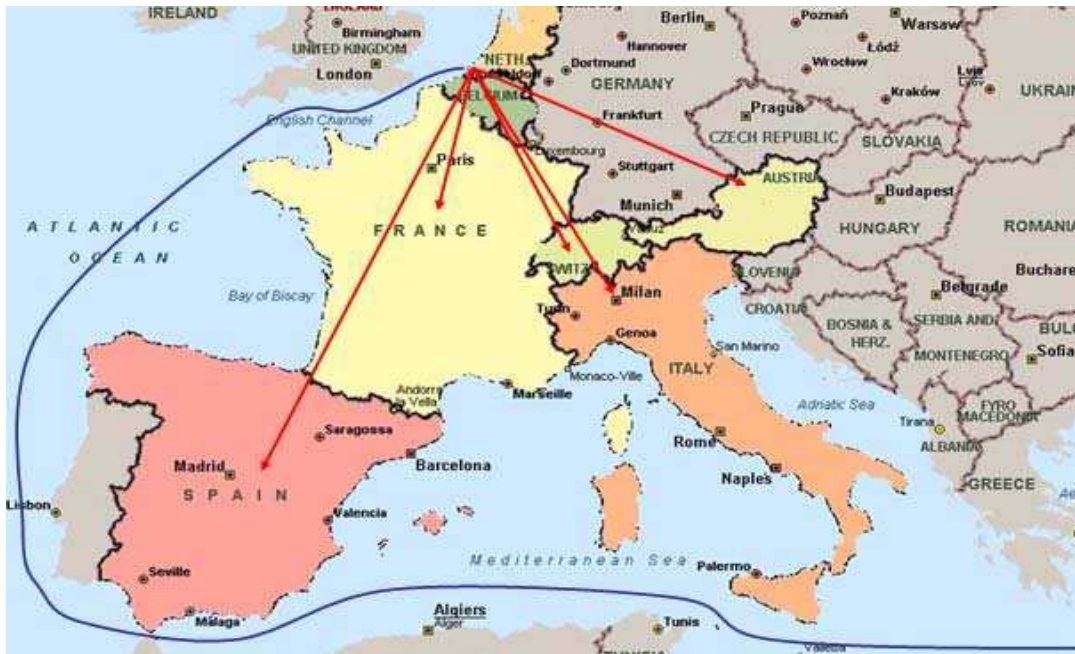 IRELAND
ENGLAND
Birmingham
UNITED KINGDOM
London
English Channel
NETH.
BELGIUM
Luxembourg
Berlin
Hannover
Dortmund
GERMANY
Frankfurt
Stuttgart
Munich
Poznań
Warsaw
Łódź
Wrocław
Kraków
Lviv
UKRAIN
Prague
CZECH REPUBLIC
SLOVAKIA
AUSTRIA
Budapest
HUNGARY
ROMANIA
Buchare
Paris
FRANCE
ATLANTIC
OCEAN
Bay of Biscay
Vaduz
SWITZ
Milan
Turin
Genoa
San Marino
Monaco-Ville
Marseille
Andorra
la Vella
ITALY
SLOVENIA
CROATIA
BOSNIA &
HERZ.
Belgrade
SERBIA AND
MONTENEGRO
BUL
Sofia
Adriatic Sea
Tirana
FYRO
MACEDONIA
ALBANIA
GREECE
Ae
Rome
Naples
Saragossa
Barcelona
Madrid
SPAIN
Lisbon
Valencia
Seville
Málaga
Mediterranean Sea
Palermo
Algiers
Alger
Tunis
TUNISIA
Valletta